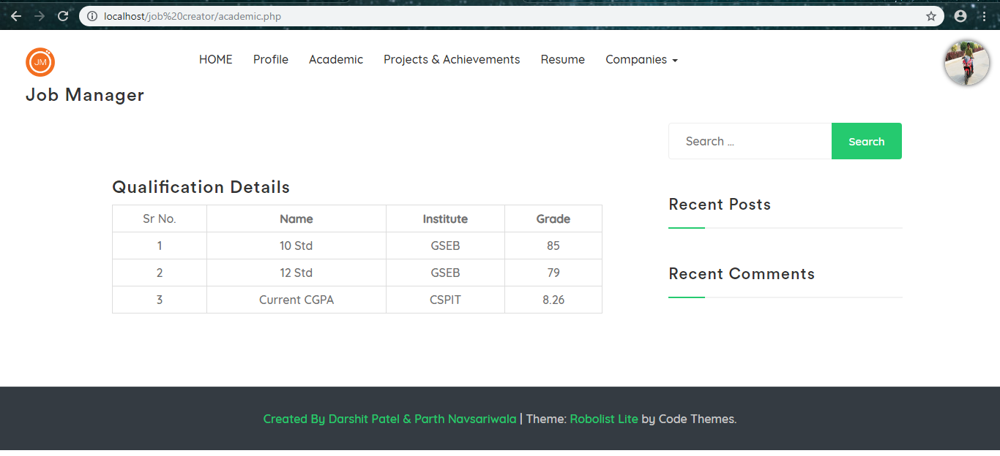 localhost/job%20creator/academic.php
JM
HOME Profile Academic Projects & Achievements Resume Companies
Job Manager
Search ... Search
Qualification Details
Sr No. Name Institute Grade
1 10 Std GSEB 85
2 12 Std GSEB 79
3 Current CGPA CSPIT 8.26
Recent Posts
Recent Comments
Created By Darshit Patel & Parth Navsariwala | Theme: Robolist Lite by Code Themes.